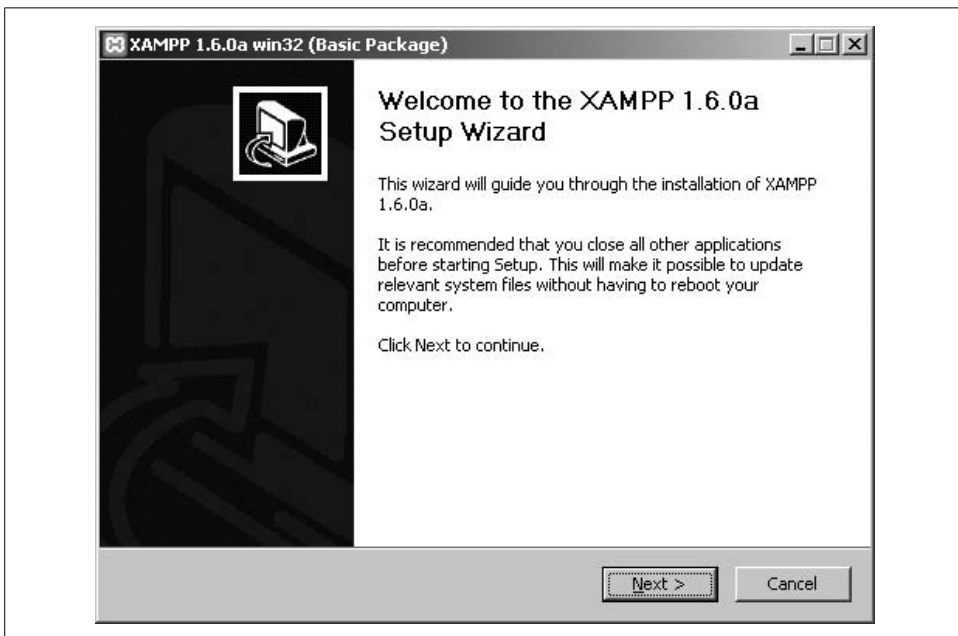 XAMPP 1.6.0a win32 (Basic Package)
Welcome to the XAMPP 1.6.0a
Setup Wizard
This wizard will guide you through the installation of XAMPP
1.6.0a.
It is recommended that you close all other applications
before starting Setup. This will make it possible to update
relevant system files without having to reboot your
computer.
Click Next to continue.
Next >
Cancel